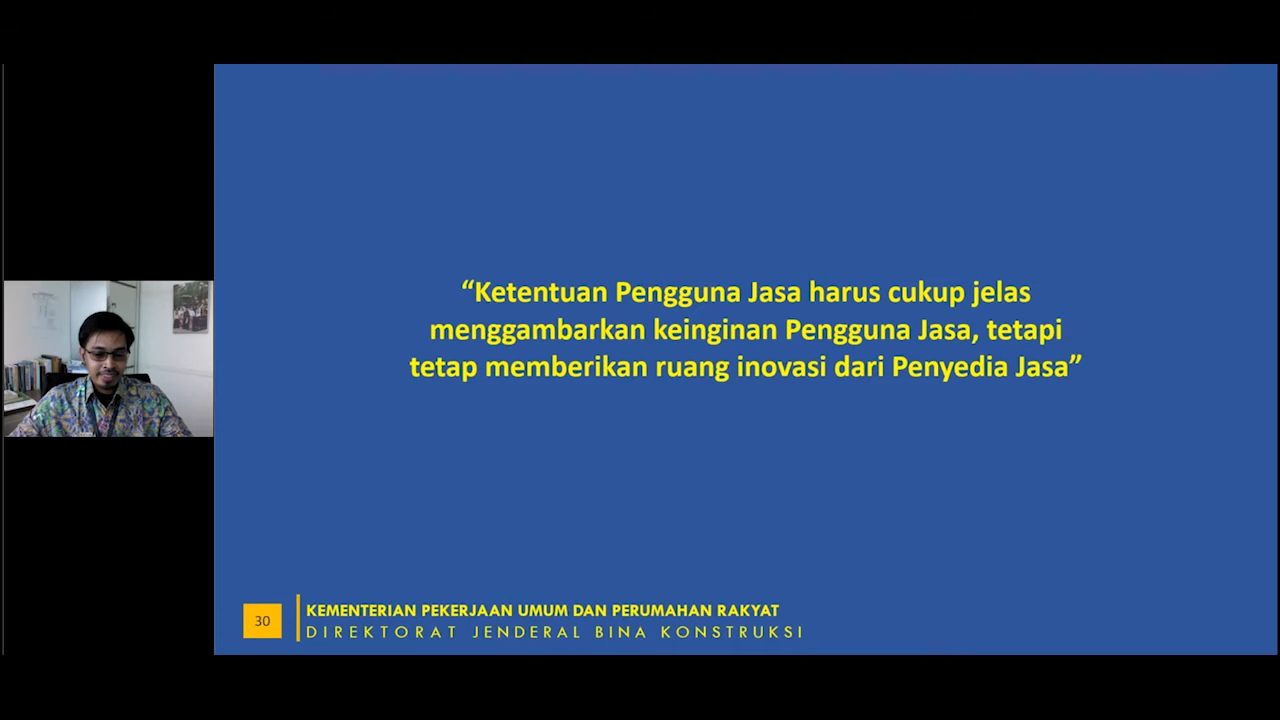 “Ketentuan Pengguna Jasa harus cukup jelas
menggambarkan keinginan Pengguna Jasa, tetapi
tetap memberikan ruang inovasi dari Penyedia Jasa”
30
KEMENTERIAN PEKERJAAN UMUM DAN PERUMAHAN RAKYAT
DIREKTORAT JENDERAL BINA KONSTRUKSI